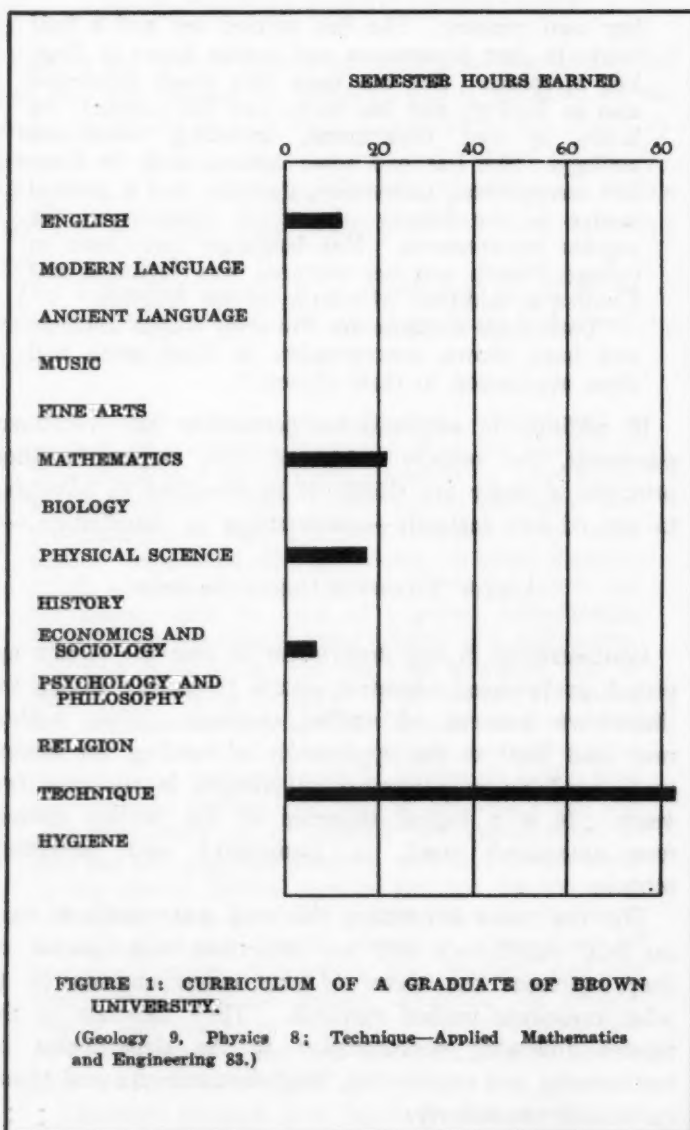 SEMESTER HOURS EARNED
0 20 40 60 80
ENGLISH
MODERN LANGUAGE
ANCIENT LANGUAGE
MUSIC
FINE ARTS
MATHEMATICS
BIOLOGY
PHYSICAL SCIENCE
HISTORY
ECONOMICS AND
SOCIOLOGY
PSYCHOLOGY AND
PHILOSOPHY
RELIGION
TECHNIQUE
HYGIENE
FIGURE 1: CURRICULUM OF A GRADUATE OF BROWN
UNIVERSITY.
(Geology 9, Physics 8; Technique—Applied Mathematics
and Engineering 83.)